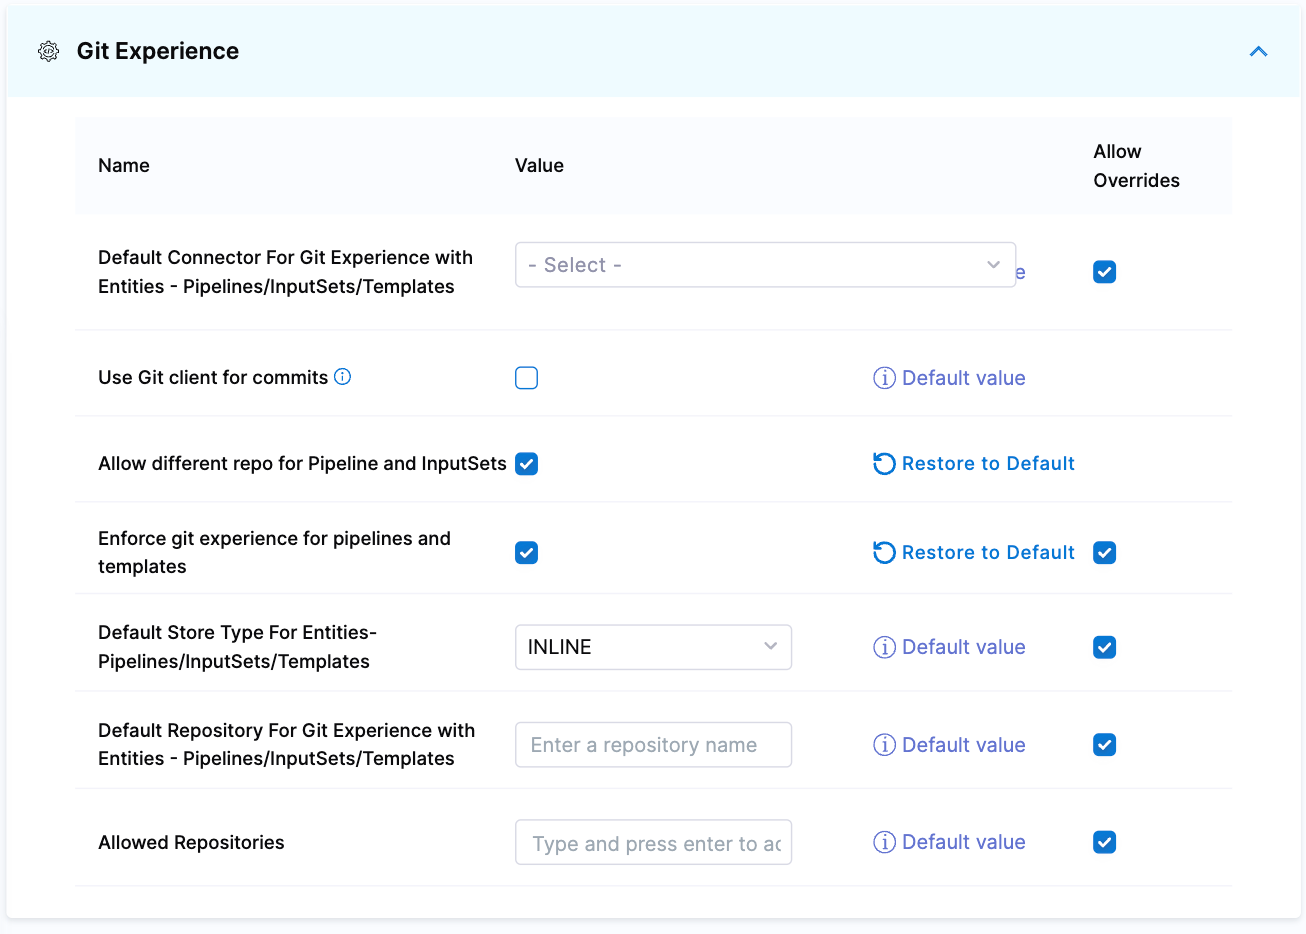 Git Experience
Name
Value
Allow
Overrides
Default Connector For Git Experience with
Entities - Pipelines/InputSets/Templates
- Select -
e
Use Git client for commits
Default value
Allow different repo for Pipeline and InputSets
Restore to Default
Enforce git experience for pipelines and
templates
Restore to Default
Default Store Type For Entities-
Pipelines/InputSets/Templates
INLINE
Default value
Default Repository For Git Experience with
Entities - Pipelines/InputSets/Templates
Enter a repository name
Default value
Allowed Repositories
Type and press enter to ac
Default value